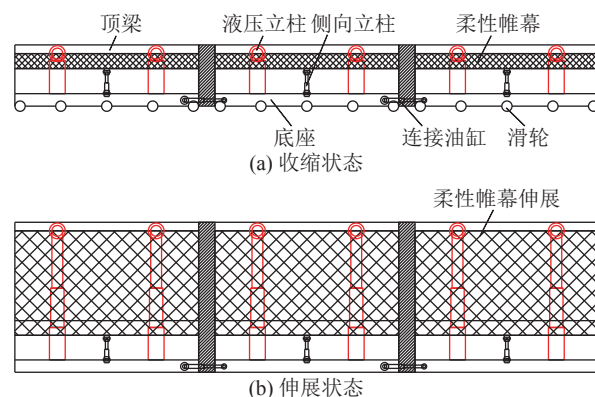 顶梁 液压立柱 侧向立柱 柔性帷幕
底座 连接油缸 滑轮
(a) 收缩状态
柔性帷幕伸展
(b) 伸展状态